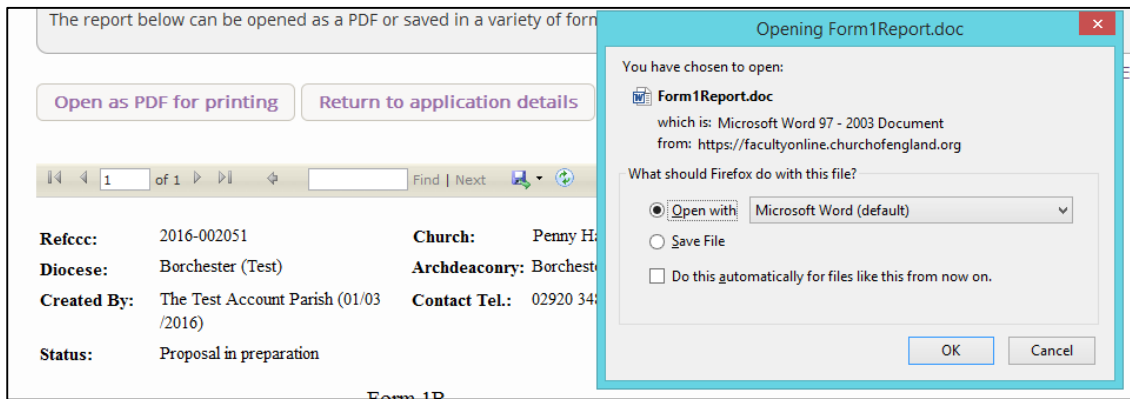 The report below can be opened as a PDF or saved in a variety of
Opening Form1Report.doc
You have chosen to open:
Form1Report.doc
which is: Microsoft Word 97 - 2003 Document
from: https://facultyonline.churchofengland.org
What should Firefox do with this file?
Open with Microsoft Word (default)
Save File
Do this automatically for files like this from now on.
OK Cancel
Open as PDF for printing Return to application details
1 of 1 Find | Next
Refccc: 2016-002051 Church: Penny
Diocese: Borchester (Test) Archdeaconry:
Created By: The Test Account Parish (01/03 Contact Tel.: 02920
/2016)
Status: Proposal in preparation
Form 1B